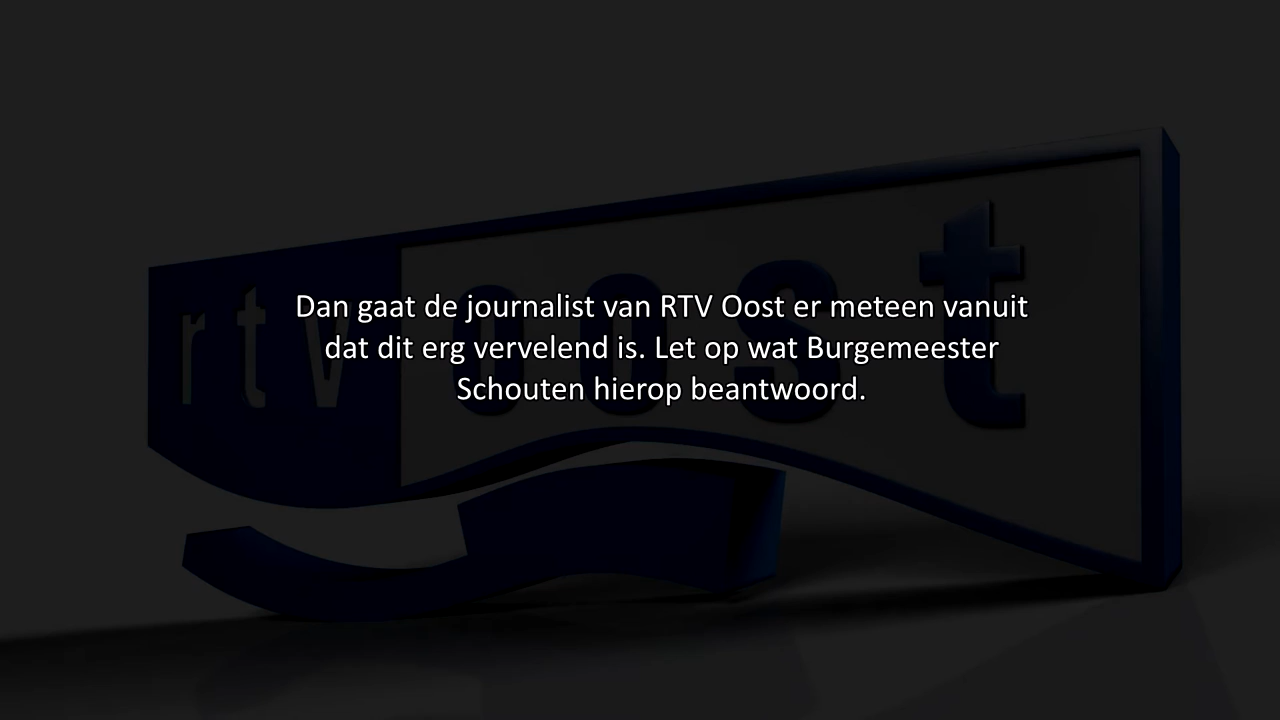 rtv oost
Dan gaat de journalist van RTV Oost er meteen vanuit
dat dit erg vervelend is. Let op wat Burgemeester
Schouten hierop beantwoord.